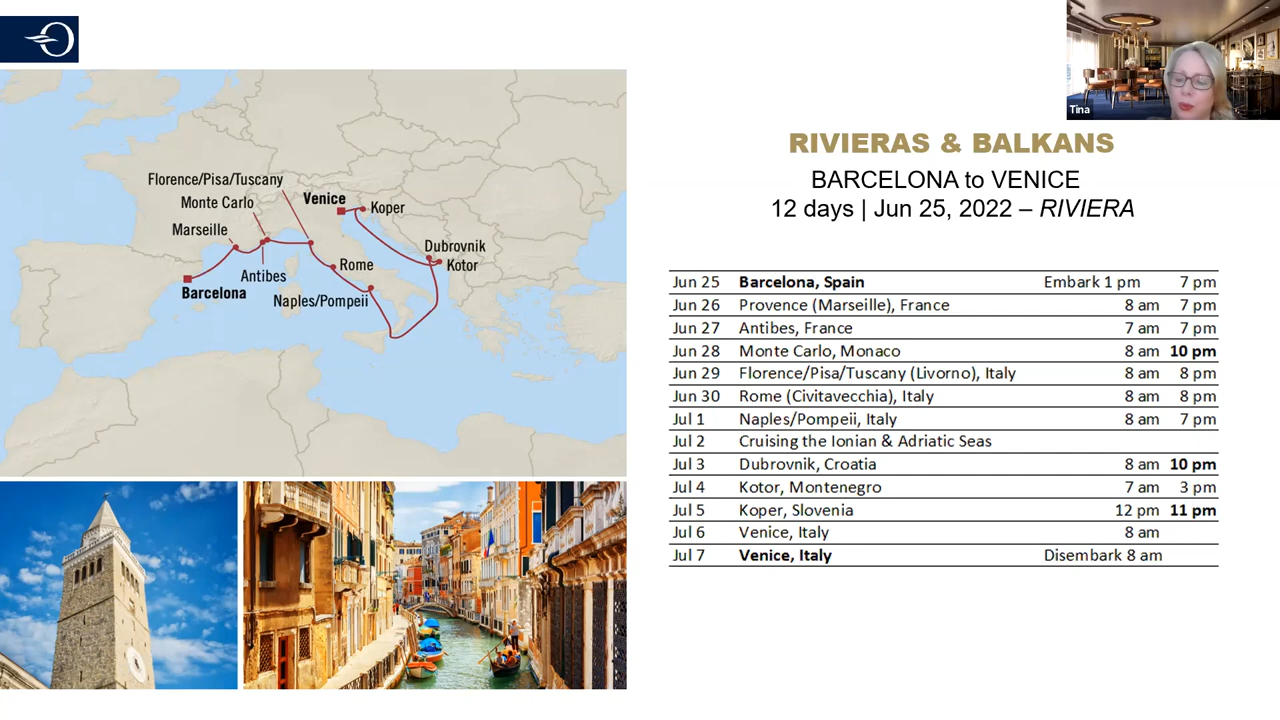 Tina
RIVIERAS & BALKANS
BARCELONA to VENICE
12 days | Jun 25, 2022 – RIVIERA
Florence/Pisa/Tuscany
Monte Carlo
Venice
Koper
Marseille
Dubrovnik
Antibes
Rome
Kotor
Barcelona
Naples/Pompeii
Jun 25 Barcelona, Spain Embark 1 pm 7 pm
Jun 26 Provence (Marseille), France 8 am 7 pm
Jun 27 Antibes, France 7 am 7 pm
Jun 28 Monte Carlo, Monaco 8 am 10 pm
Jun 29 Florence/Pisa/Tuscany (Livorno), Italy 8 am 8 pm
Jun 30 Rome (Civitavecchia), Italy 8 am 8 pm
Jul 1 Naples/Pompeii, Italy 8 am 7 pm
Jul 2 Cruising the Ionian & Adriatic Seas
Jul 3 Dubrovnik, Croatia 8 am 10 pm
Jul 4 Kotor, Montenegro 7 am 3 pm
Jul 5 Koper, Slovenia 12 pm 11 pm
Jul 6 Venice, Italy 8 am
Jul 7 Venice, Italy Disembark 8 am